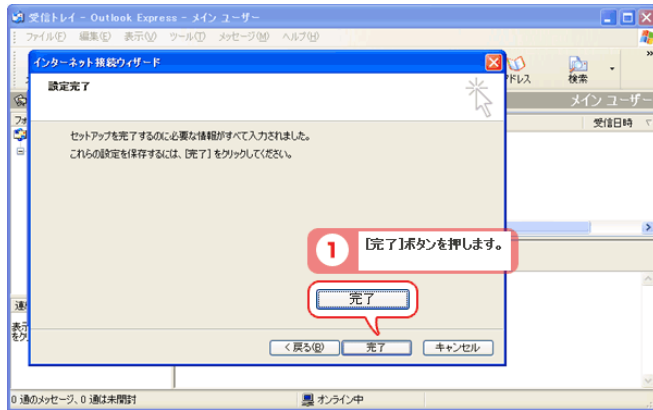 受信トレイ - Outlook Express - メイン ユーザー
ファイル(F) 編集(E) 表示(V) ツール(T) メッセージ(M) ヘルプ(H)
インターネット接続ウィザード
設定完了
ドレス
検索
メイン ユーザー
受信日時
セットアップを完了するのに必要な情報がすべて入力されました。
これらの設定を保存するには、[完了] をクリックしてください。
1 [完了]ボタンを押します。
完了
< 戻る(B) 完了 キャンセル
表示
をク
0 通のメッセージ、0 通は未開封
オンライン中